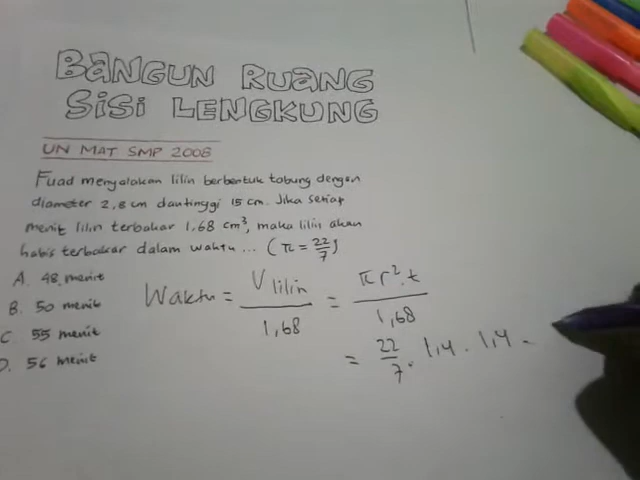 BANGUN RUANG
SISI LENGKUNG
UN MAT SMP 2008
Fuad menyalakan lilin berbentuk tabung dengan
diameter 2,8 cm dan tinggi 15 cm. Jika setiap
menit lilin terbakar 1,68 cm³, maka lilin akan
habis terbakar dalam waktu ... (π = 22/7)
A. 48 menit
B. 50 menit
C. 55 menit
D. 56 menit
Waktu = V lilin / 1,68 = π r². t / 1,68
= 22/7 . 1,4 . 1,4 .